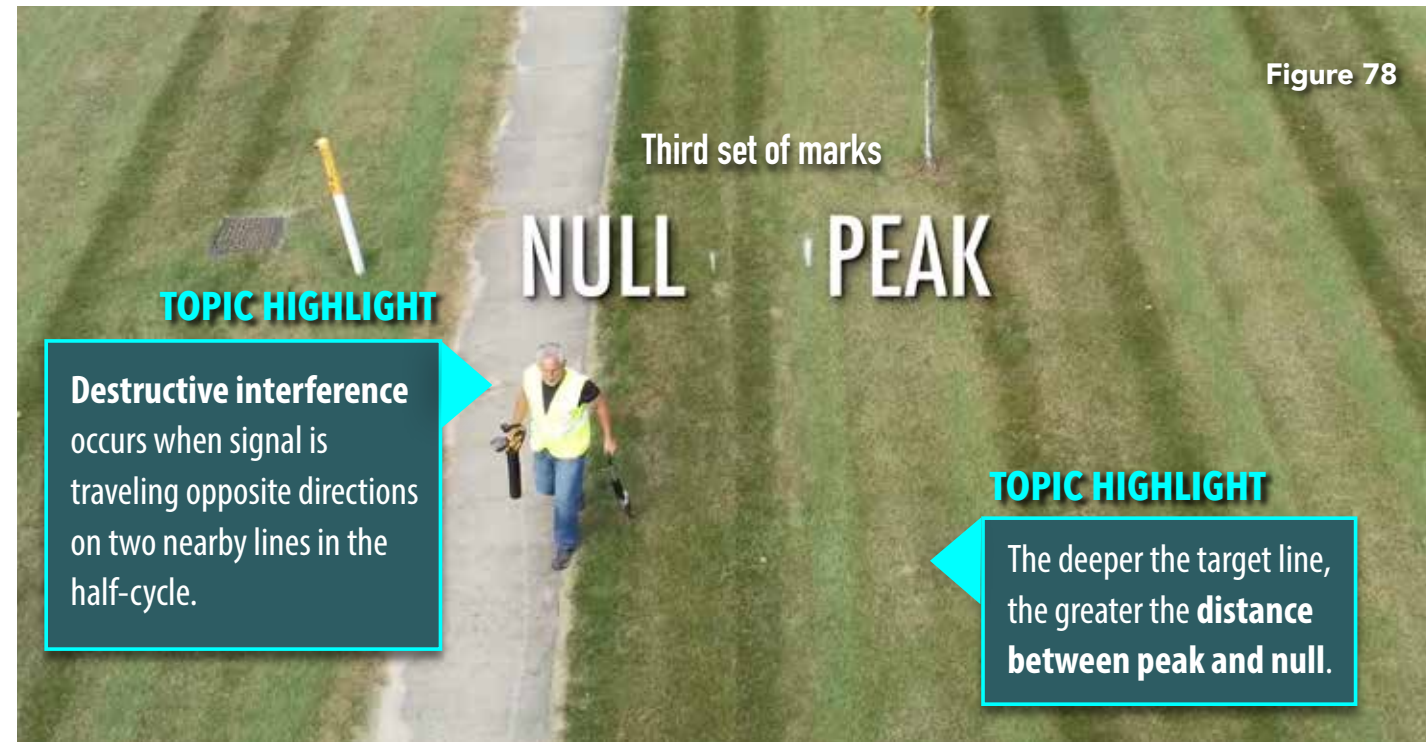 Figure 78
Third set of marks
NULL PEAK
TOPIC HIGHLIGHT
Destructive interference
occurs when signal is
traveling opposite directions
on two nearby lines in the
half-cycle.
TOPIC HIGHLIGHT
The deeper the target line,
the greater the distance
between peak and null.